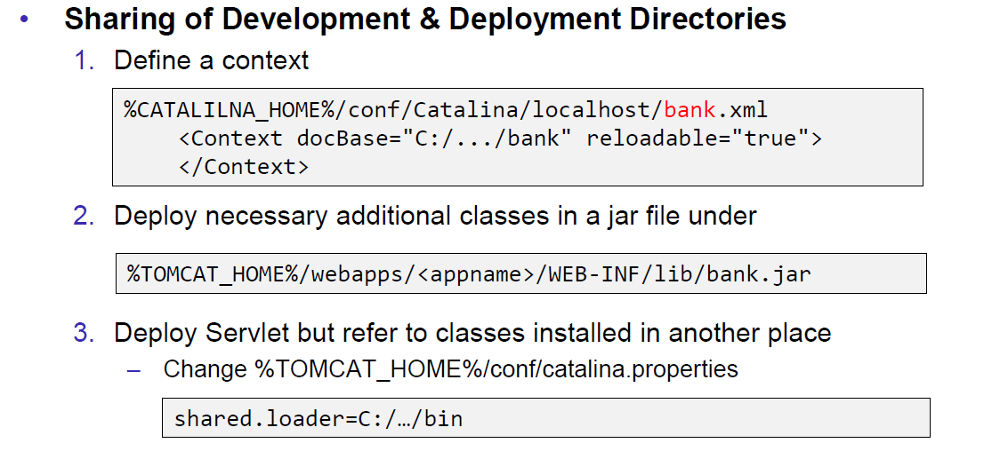 • Sharing of Development & Deployment Directories
1. Define a context
%CATALILNA_HOME%/conf/Catalina/localhost/bank.xml
<Context docBase="C:/.../bank" reloadable="true">
</Context>
2. Deploy necessary additional classes in a jar file under
%TOMCAT_HOME%/webapps/<appname>/WEB-INF/lib/bank.jar
3. Deploy Servlet but refer to classes installed in another place
– Change %TOMCAT_HOME%/conf/catalina.properties
shared.loader=C:/…/bin